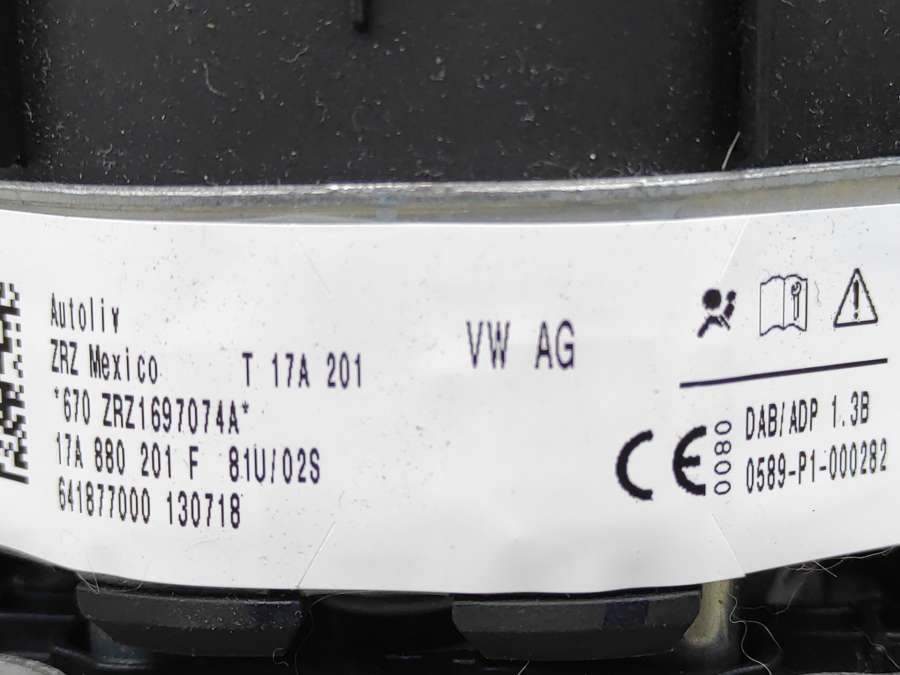 Autoliv
ZRZ Mexico T 17A 201
*670 ZRZ1697074A*
17A 880 201 F 81U/02S
641877000 130718
VW AG
CE 0080
DAB/ADP 1.3B
0589-P1-000282